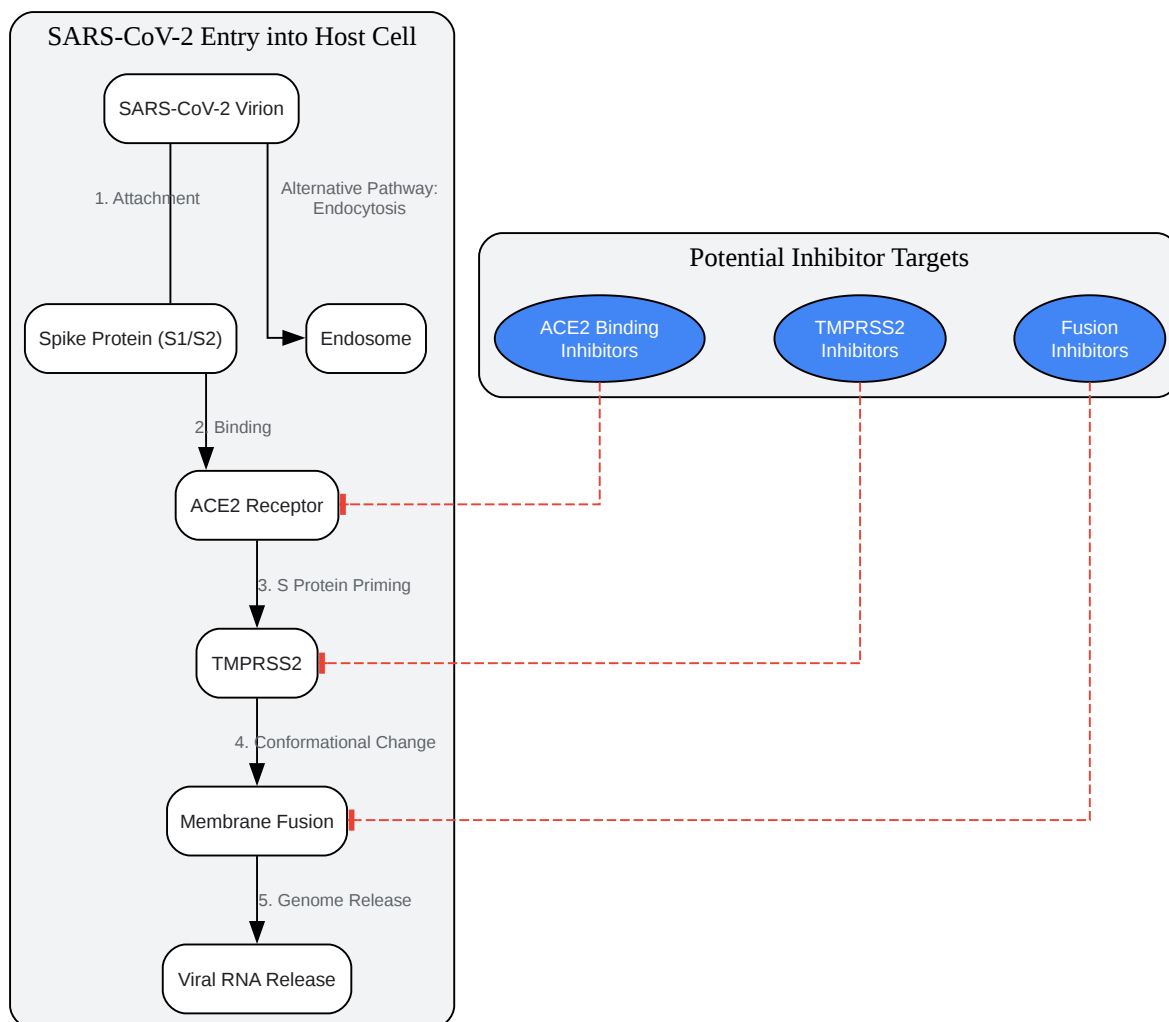 SARS-CoV-2 Entry into Host Cell
SARS-CoV-2 Virion
1. Attachment
Alternative Pathway:
Endocytosis
Spike Protein (S1/S2)
Endosome
2. Binding
ACE2 Receptor
3. S Protein Priming
TMPRSS2
4. Conformational Change
Membrane Fusion
5. Genome Release
Viral RNA Release
Potential Inhibitor Targets
ACE2 Binding
Inhibitors
TMPRSS2
Inhibitors
Fusion
Inhibitors